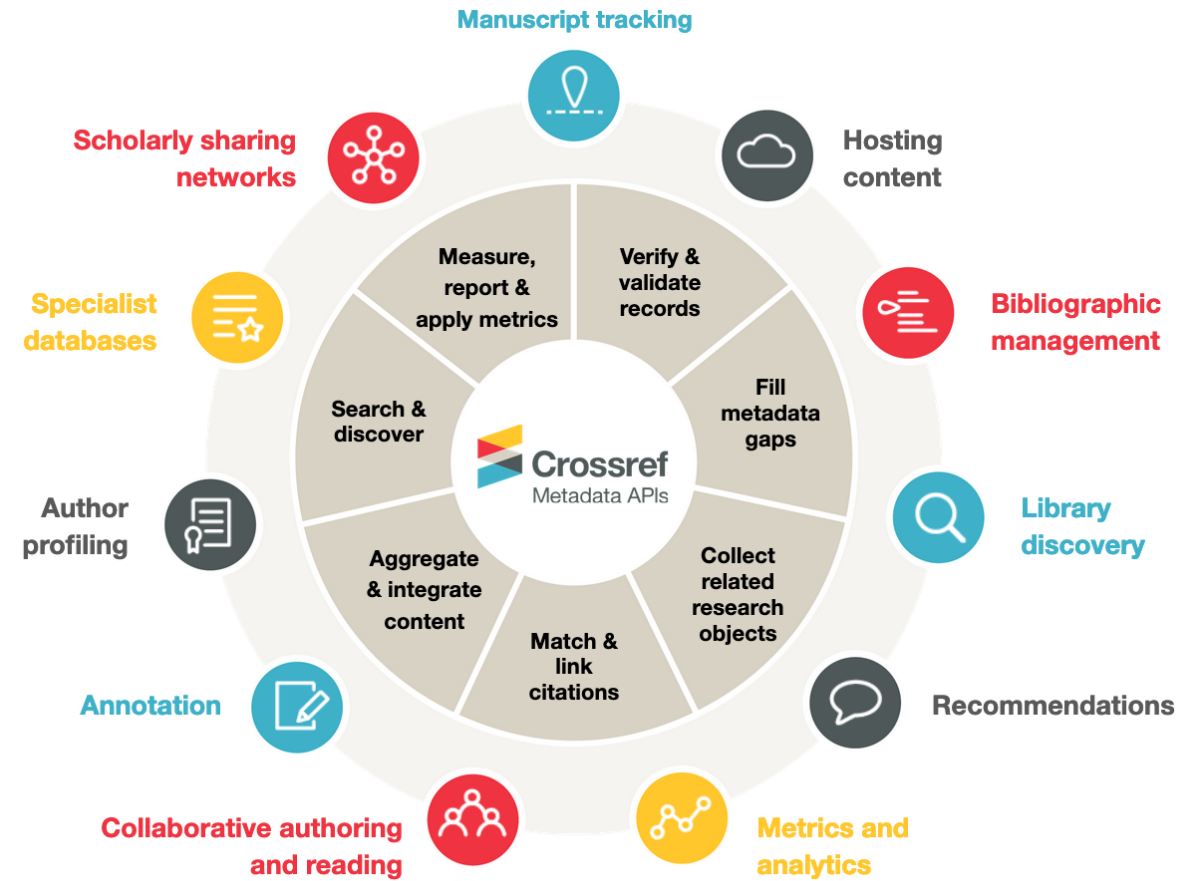 Manuscript tracking
Hosting
content
Bibliographic
management
Library
discovery
Recommendations
Metrics and
analytics
Collaborative authoring
and reading
Annotation
Author
profiling
Specialist
databases
Scholarly sharing
networks
Verify &
validate
records
Fill
metadata
gaps
Collect
related
research
objects
Match &
link
citations
Aggregate
& integrate
content
Search &
discover
Measure,
report &
apply metrics
Crossref
Metadata APIs